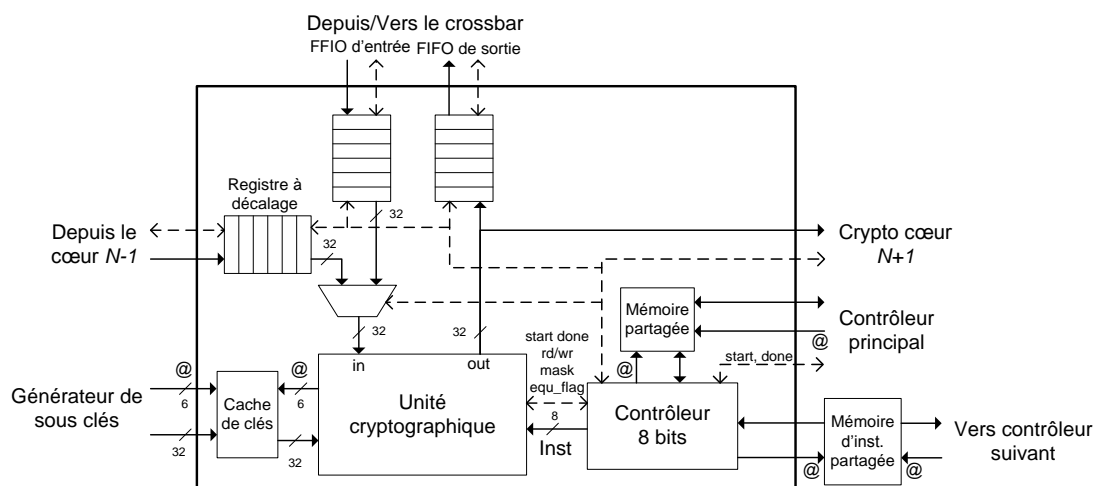 Depuis/Vers le crossbar
FFIO d'entrée FIFO de sortie
Registre à
décalage
32
Depuis le
cœur N-1
32
Crypto cœur
N+1
32
32
Mémoire
partagée
Contrôleur
principal
@
start done
rd/wr
mask
equ_flag
start, done
in
out
@
@
@
Générateur de
sous clés
6
6
Cache
de clés
Unité
cryptographique
8
Inst
Contrôleur
8 bits
Mémoire
d'inst.
partagée
Vers contrôleur
suivant
32
32
@
@